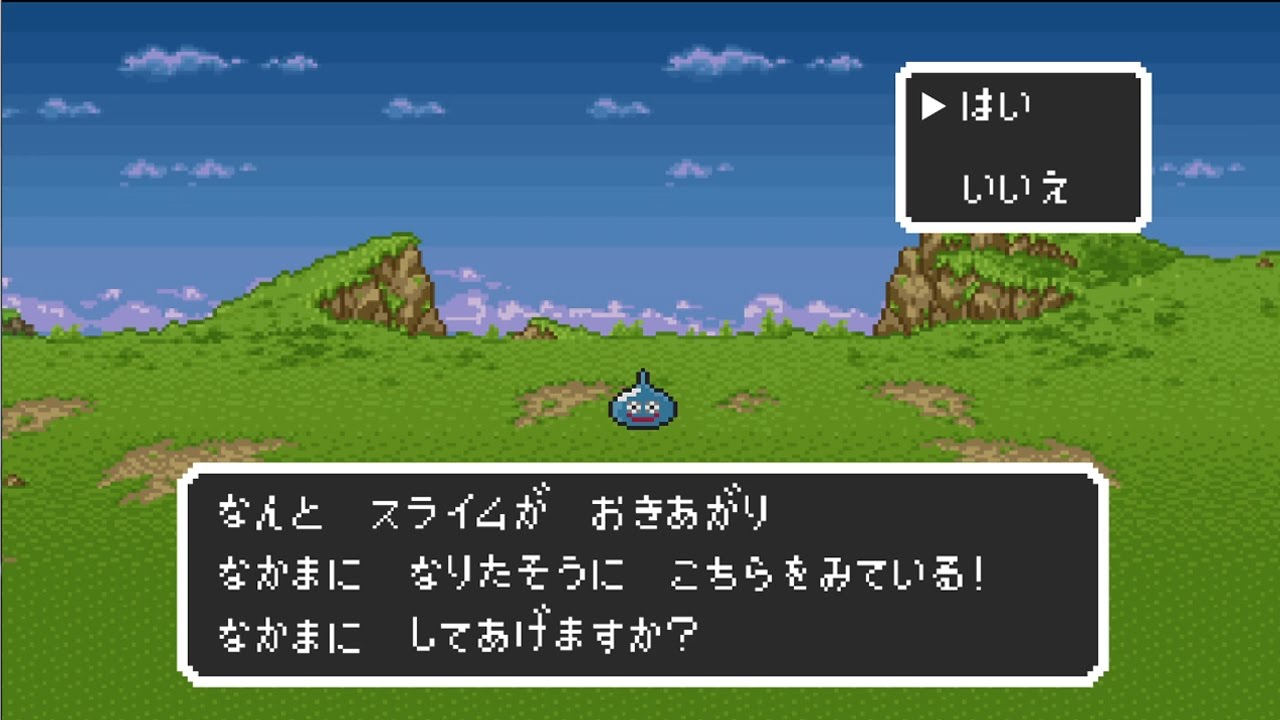 ▶はい
いいえ
なんと　スライムが　おきあがり
なかまに　なりたそうに　こちらをみている!
なかまに　してあげますか?